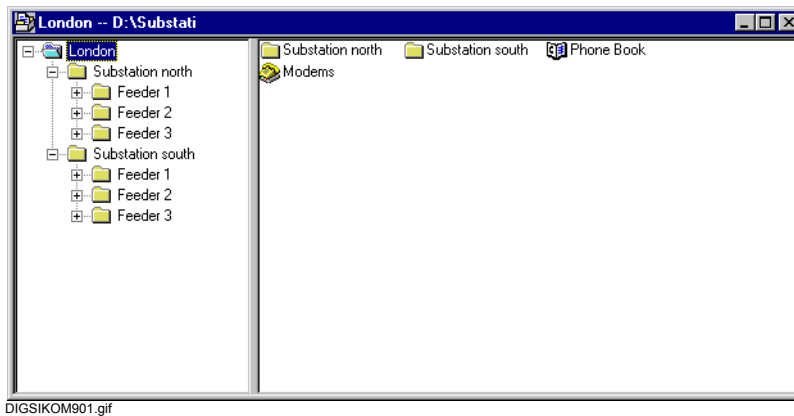 London -- D:\Substati
London
Substation north
Feeder 1
Feeder 2
Feeder 3
Substation south
Feeder 1
Feeder 2
Feeder 3
Substation north Substation south Phone Book
Modems
DIGSIKOM901.gif